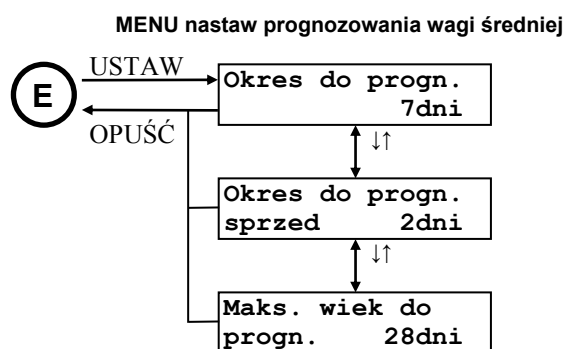 MENU nastaw prognozowania wagi średniej
USTAW
E
OPUŚĆ
Okres do progn.
7dni
↓↑
Okres do progn.
sprzed 2dni
↓↑
Maks. wiek do
progn. 28dni